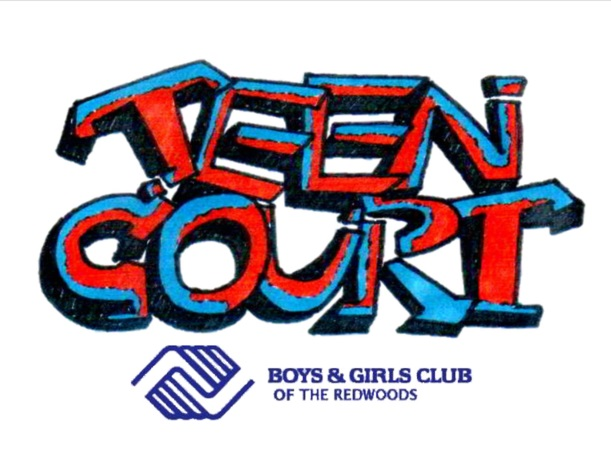 TEEN
COURT
BOYS & GIRLS CLUB
OF THE REDWOODS